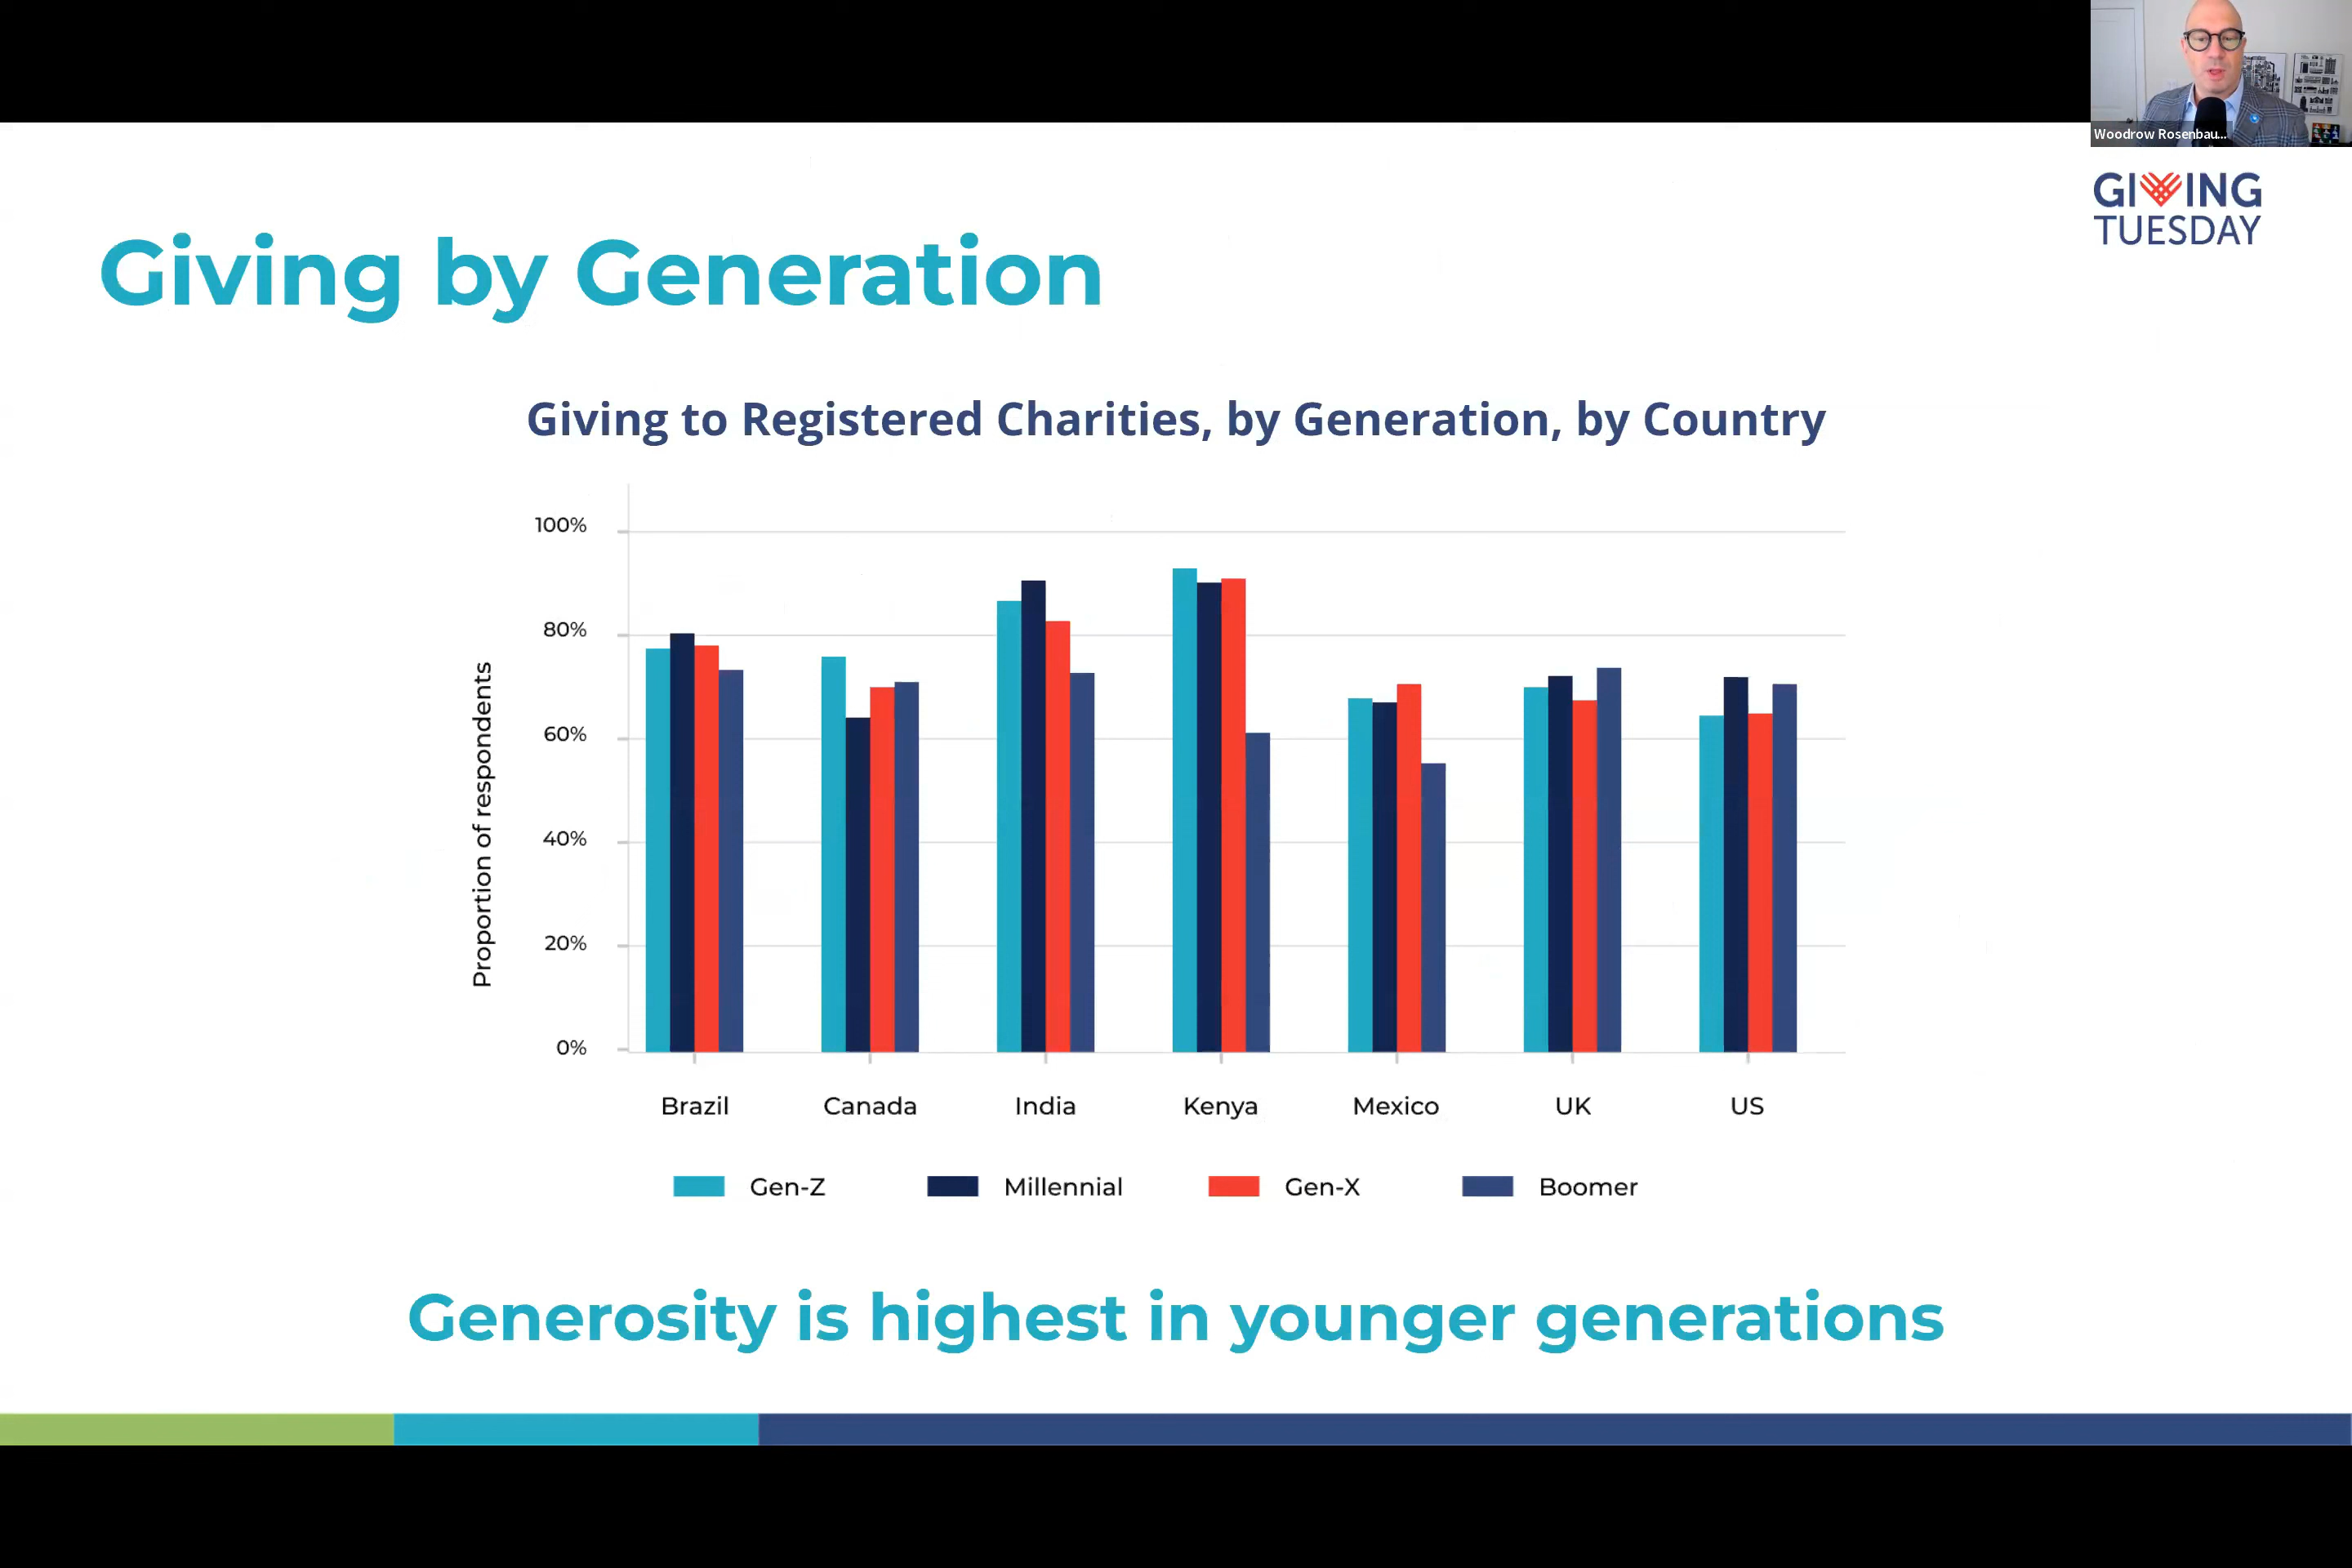 Woodrow Rosenbau...
GIVING
TUESDAY
Giving by Generation
Giving to Registered Charities, by Generation, by Country
Proportion of respondents
100%
80%
60%
40%
20%
0%
Brazil Canada India Kenya Mexico UK US
Gen-Z Millennial Gen-X Boomer
Generosity is highest in younger generations